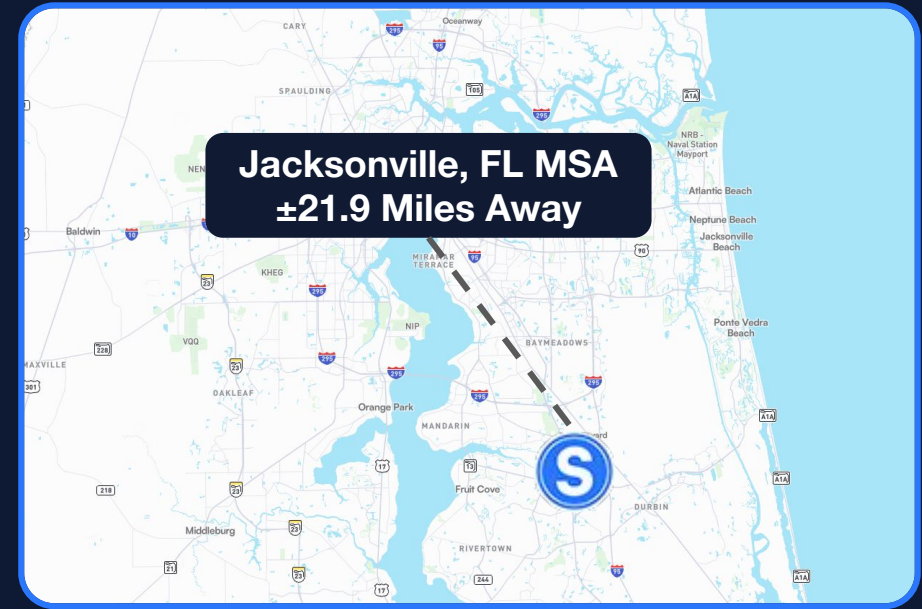 Oceanway
CARY
295
95
SPAULDING
105
295
A1A
NRB -
Naval Station
Mayport
Jacksonville, FL MSA
±21.9 Miles Away
NEN
Atlantic Beach
Neptune Beach
Jacksonville
Beach
Baldwin
10
90
95
MIRAMAR
TERRACE
KHEG
23
295
NIP
Ponte Vedra
Beach
VQQ
BAYMEADOWS
228
295
MAXVILLE
23
295
295
301
OAKLEAF
295
Orange Park
A1A
MANDARIN
ard
S
17
13
A1A
218
23
Fruit Cove
DURBIN
Middleburg
23
RIVERTOWN
21
23
244
95
A1A
17